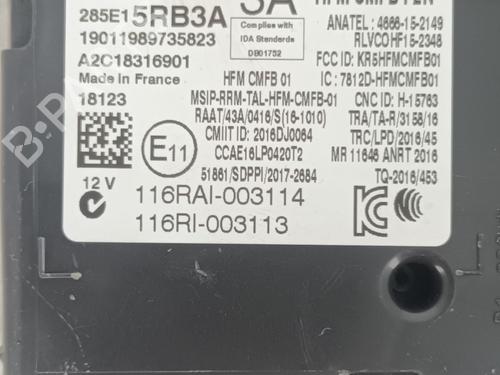 3A
285E15RB3A
Complies with
IDA Standards
DB01752
ANATEL : 4666-15-2149
RLVCOHF15-2348
19011989735823
FCC ID: KR5HFMCMFB01
A2C18316901
HFM CMFB 01
IC : 7812D-HFMCMFB01
Made in France
MSIP-RRM-TAL-HFM-CMFB-01
CNC ID: H-15763
18123
RAAT/43A/0416/S(16-1010)
TRA/TA-R/3158/16
CMIIT ID: 2016DJ0064
TRC/LPD/2016/45
E11
CCAE16LP0420T2
MR 11646 ANRT 2016
51861/SDPPI/2017-2684
TQ-2016/453
12 V
116RAI-003114
116RI-003113